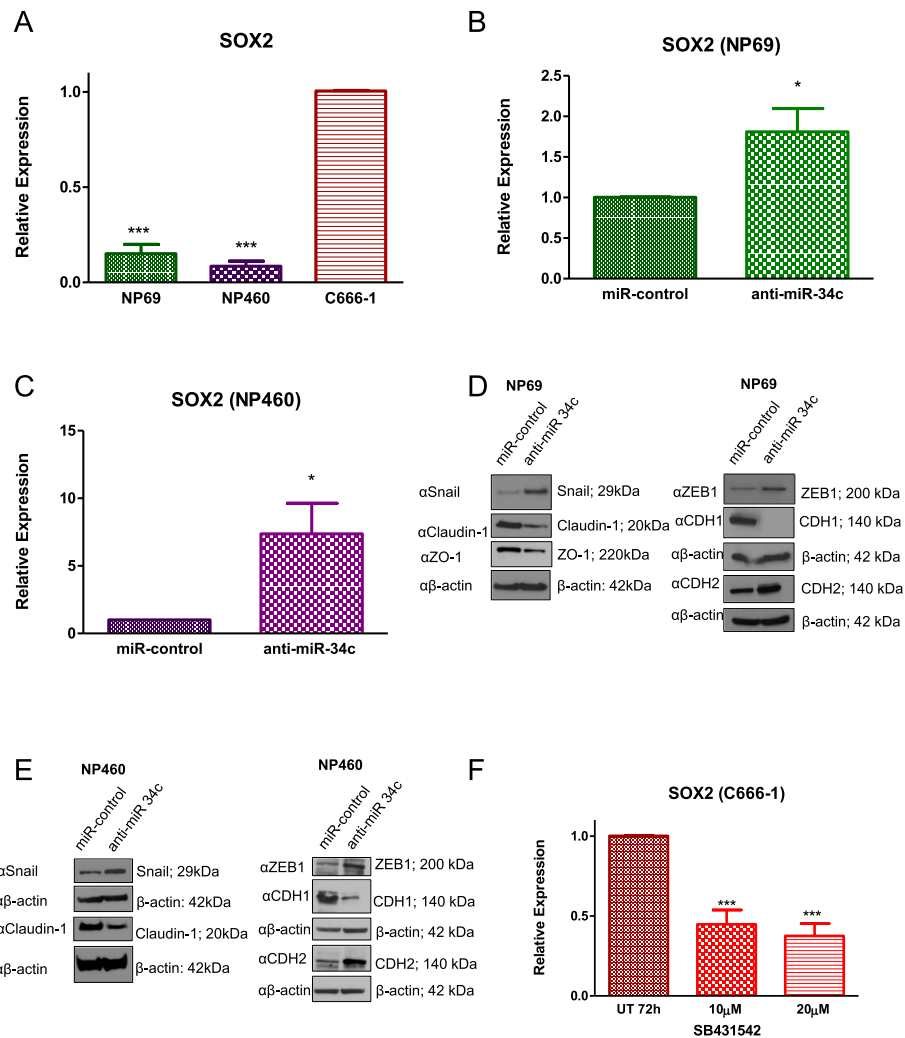 A
SOX2
Relative Expression
1.0
0.5
0.0
***
***
NP69
NP460
C666-1
B
SOX2 (NP69)
Relative Expression
2.5
2.0
1.5
1.0
0.5
0.0
*
miR-control
anti-miR-34c
C
SOX2 (NP460)
Relative Expression
15
10
5
0
*
miR-control
anti-miR-34c
D
NP69
miR-control
anti-miR 34c
αSnail
Snail; 29kDa
αClaudin-1
Claudin-1; 20kDa
αZO-1
ZO-1; 220kDa
αβ-actin
β-actin: 42kDa
NP69
miR-control
anti-miR 34c
αZEB1
ZEB1; 200 kDa
αCDH1
CDH1; 140 kDa
αβ-actin
β-actin; 42 kDa
αCDH2
CDH2; 140 kDa
αβ-actin
β-actin; 42 kDa
E
NP460
miR-control
anti-miR 34c
αSnail
Snail; 29kDa
αβ-actin
β-actin: 42kDa
αClaudin-1
Claudin-1; 20kDa
αβ-actin
β-actin: 42kDa
NP460
miR-control
anti-miR 34c
αZEB1
ZEB1; 200 kDa
αCDH1
CDH1; 140 kDa
αβ-actin
β-actin; 42 kDa
αCDH2
CDH2; 140 kDa
αβ-actin
β-actin; 42 kDa
F
SOX2 (C666-1)
Relative Expression
1.0
0.5
0.0
***
***
UT 72h
10μM
20μM
SB431542